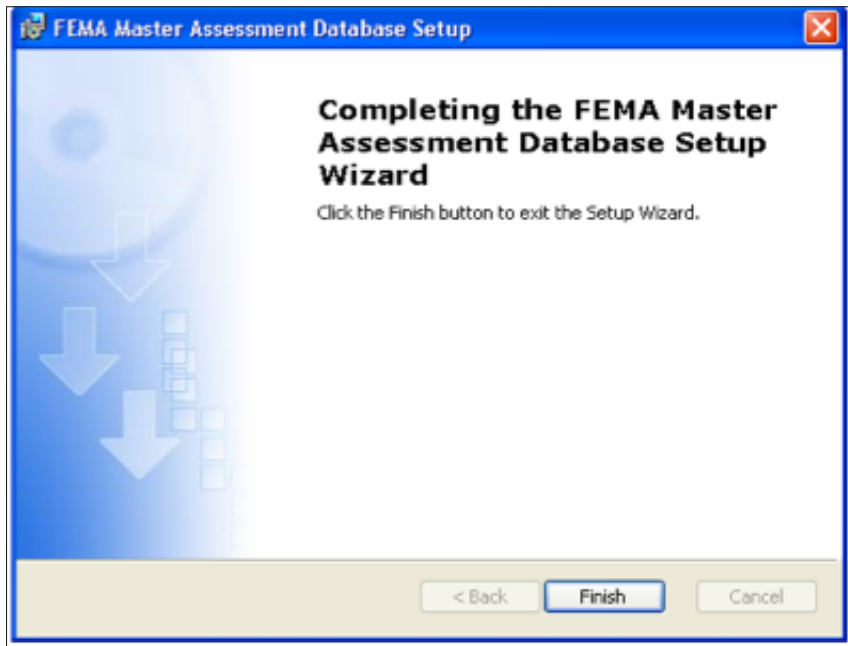 FEMA Master Assessment Database Setup
Completing the FEMA Master
Assessment Database Setup
Wizard
Click the Finish button to exit the Setup Wizard.
< Back Finish Cancel